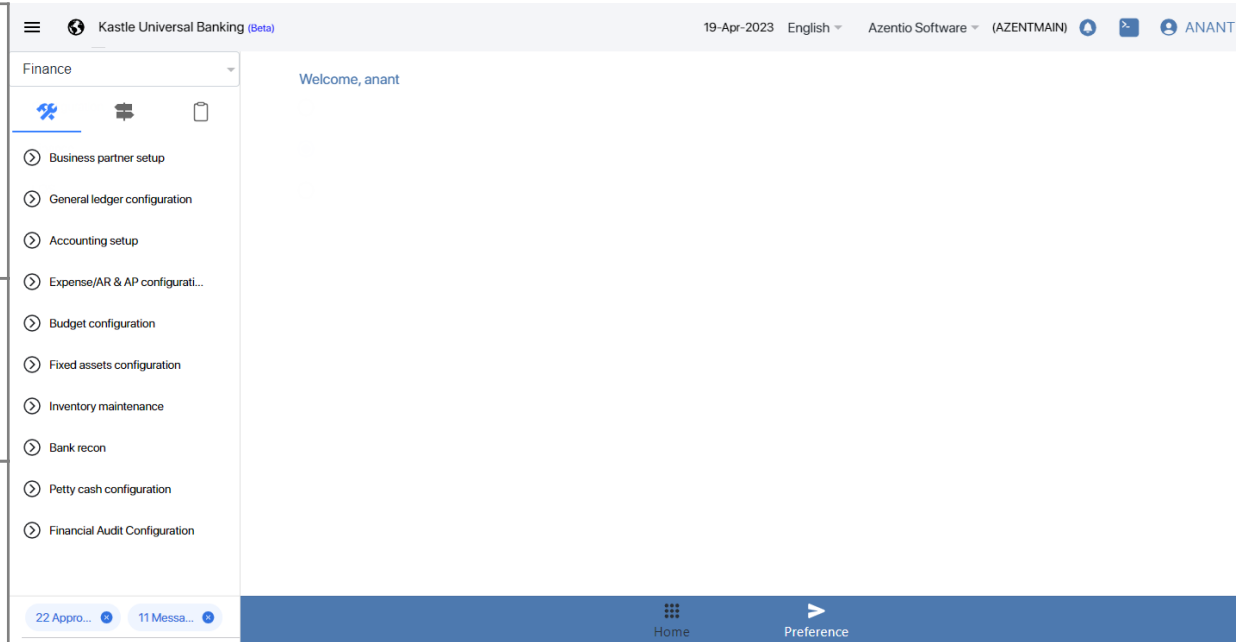 Kastle Universal Banking (Beta)
19-Apr-2023 English Azentio Software (AZENTMAIN) ANANT
Finance
Welcome, anant
Business partner setup
General ledger configuration
Accounting setup
Expense/AR & AP configurati...
Budget configuration
Fixed assets configuration
Inventory maintenance
Bank recon
Petty cash configuration
Financial Audit Configuration
22 Appro... 11 Messa...
Home Preference